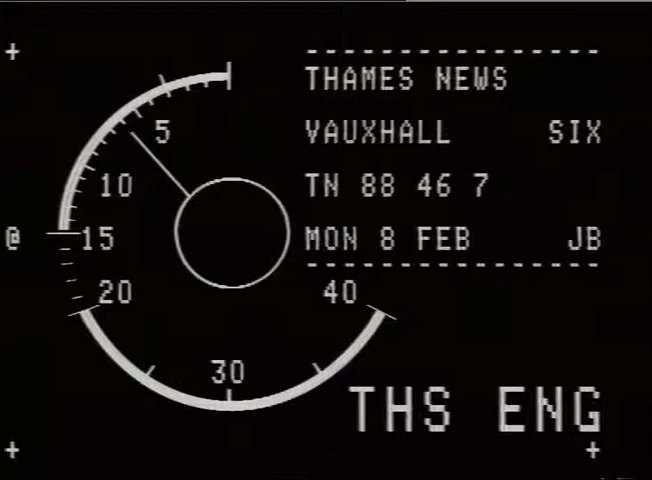 THAMES NEWS
VAUXHALL SIX
TN 88 46 7
MON 8 FEB JB
5
10
@ 15
20
30
40
THS ENG